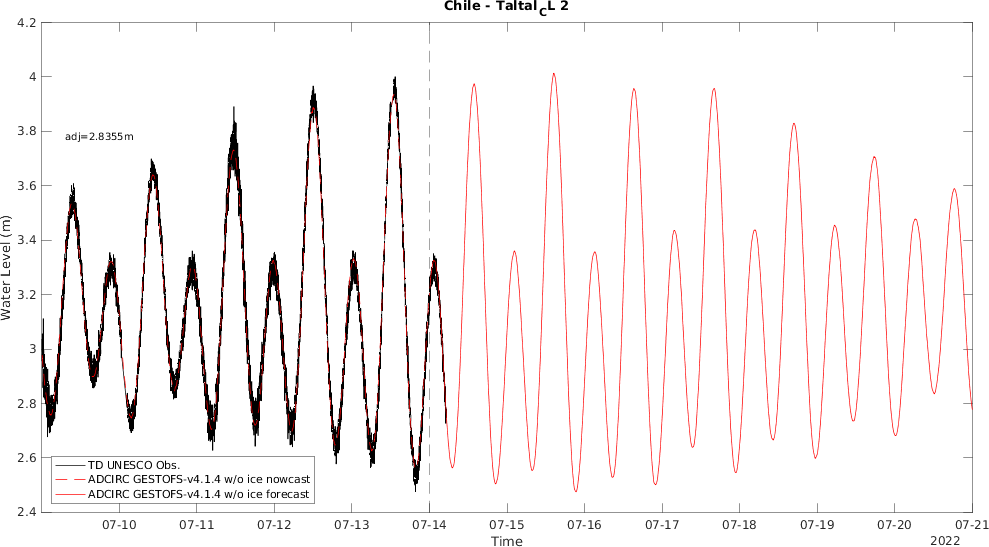 Chile - Taltal_CL 2
4.2
4
3.8
3.6
3.4
3.2
3
2.8
2.6
2.4
Water Level (m)
adj=2.8355m
TD UNESCO Obs.
ADCIRC GESTOFS-v4.1.4 w/o ice nowcast
ADCIRC GESTOFS-v4.1.4 w/o ice forecast
07-10 07-11 07-12 07-13 07-14 07-15 07-16 07-17 07-18 07-19 07-20 07-21
Time
2022